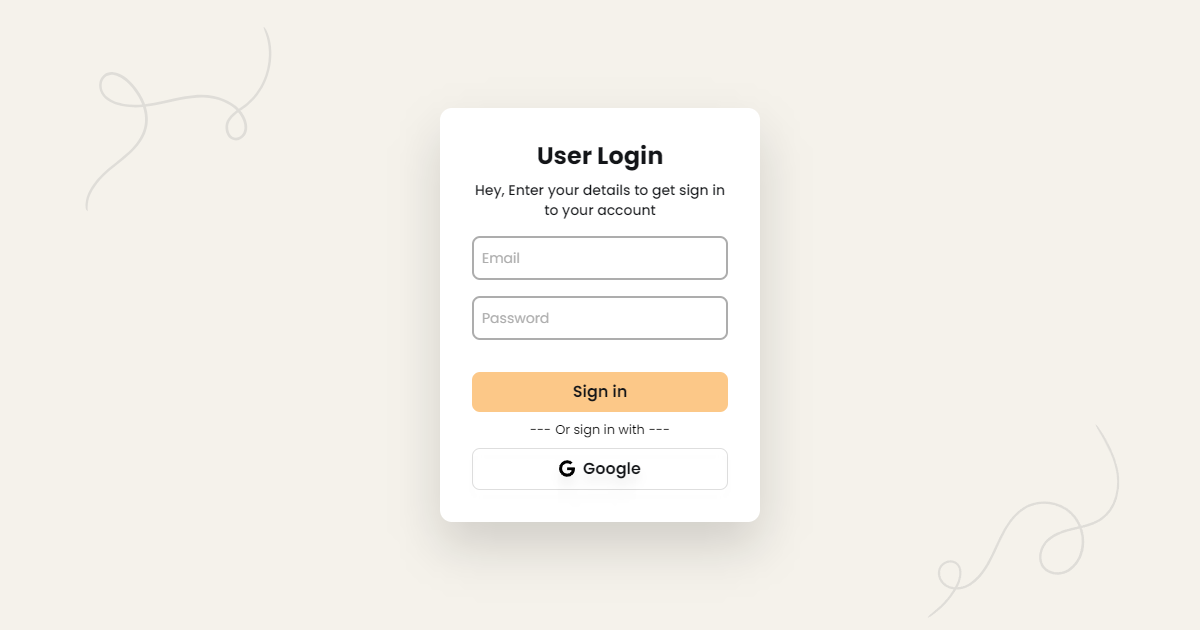 User Login
Hey, Enter your details to get sign in
to your account
Email
Password
Sign in
--- Or sign in with ---
Google